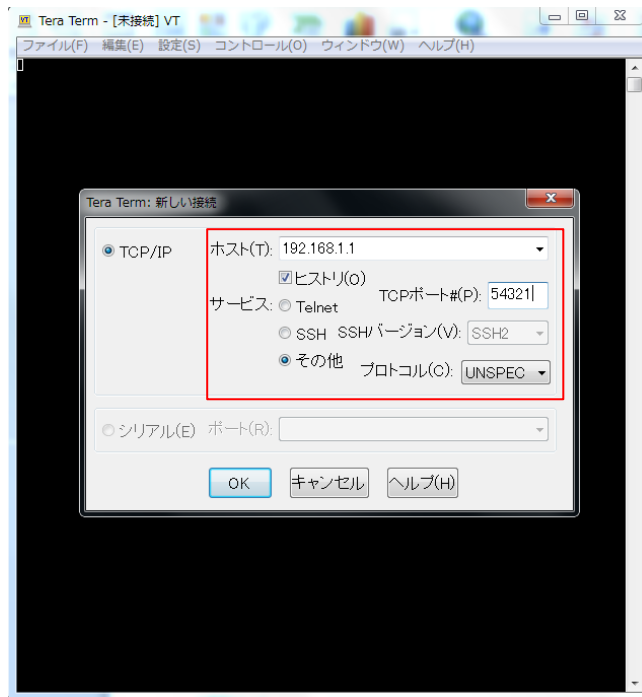 Tera Term - [未接続] VT
ファイル(F) 編集(E) 設定(S) コントロール(O) ウィンドウ(W) ヘルプ(H)
Tera Term: 新しい接続
TCP/IP
ホスト(T): 192.168.1.1
ヒストリ(O)
サービス: Telnet TCPポート#(P): 54321
SSH SSHバージョン(V): SSH2
その他 プロトコル(C): UNSPEC
シリアル(E) ポート(R):
OK キャンセル ヘルプ(H)